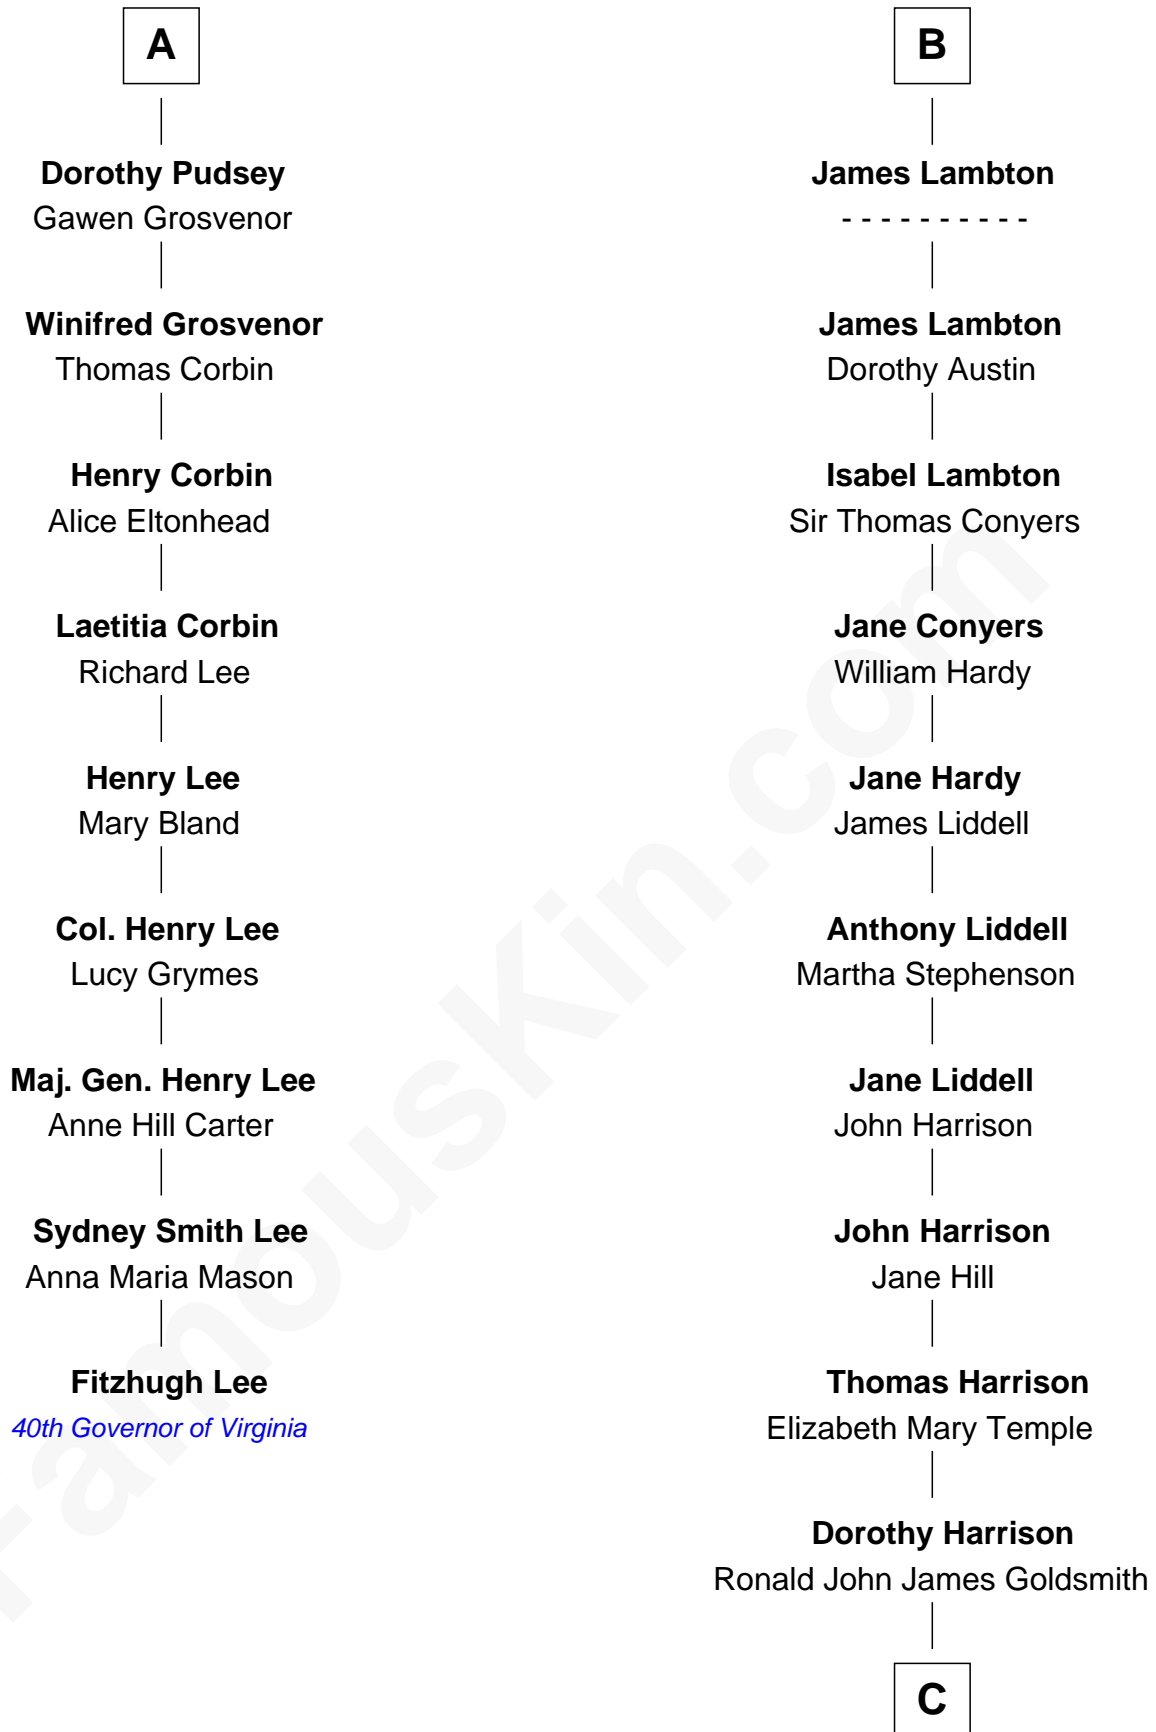 A
Dorothy Pudsey
Gawen Grosvenor
Winifred Grosvenor
Thomas Corbin
Henry Corbin
Alice Eltonhead
Laetitia Corbin
Richard Lee
Henry Lee
Mary Bland
Col. Henry Lee
Lucy Grymes
Maj. Gen. Henry Lee
Anne Hill Carter
Sydney Smith Lee
Anna Maria Mason
Fitzhugh Lee
40th Governor of Virginia
B
James Lambton
- - - - - - - - - -
James Lambton
Dorothy Austin
Isabel Lambton
Sir Thomas Conyers
Jane Conyers
William Hardy
Jane Hardy
James Liddell
Anthony Liddell
Martha Stephenson
Jane Liddell
John Harrison
John Harrison
Jane Hill
Thomas Harrison
Elizabeth Mary Temple
Dorothy Harrison
Ronald John James Goldsmith
C
FamousKin.com